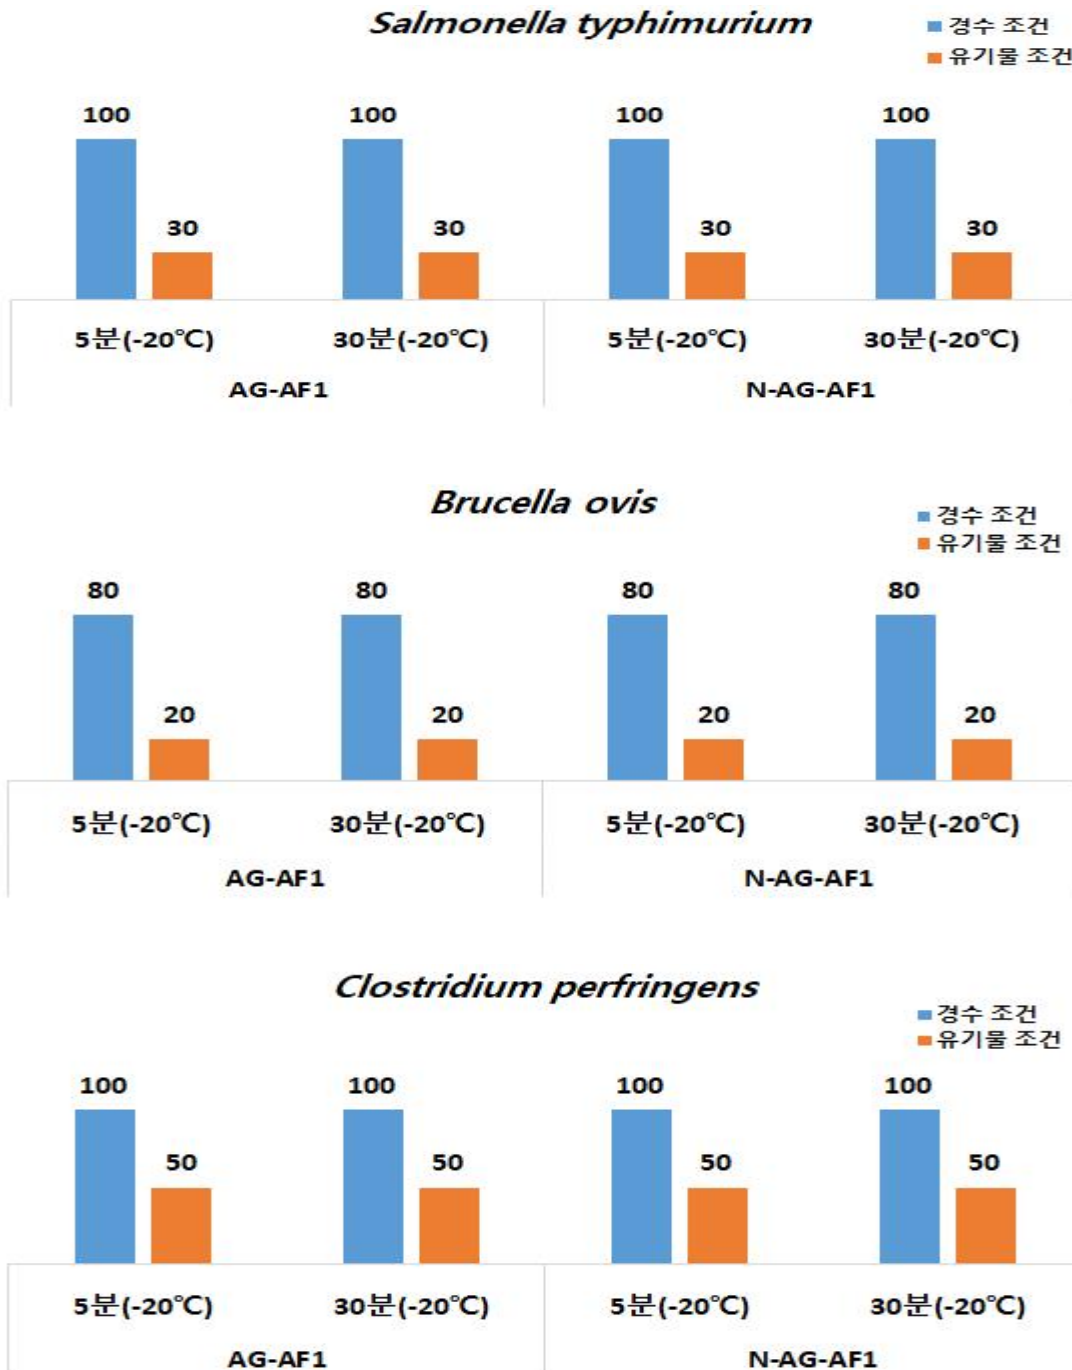 Salmonella typhimurium
경수 조건
유기물 조건
100 30 100 30 100 30 100 30
5분(-20℃) 30분(-20℃) 5분(-20℃) 30분(-20℃)
AG-AF1 N-AG-AF1
Brucella ovis
경수 조건
유기물 조건
80 20 80 20 80 20 80 20
5분(-20℃) 30분(-20℃) 5분(-20℃) 30분(-20℃)
AG-AF1 N-AG-AF1
Clostridium perfringens
경수 조건
유기물 조건
100 50 100 50 100 50 100 50
5분(-20℃) 30분(-20℃) 5분(-20℃) 30분(-20℃)
AG-AF1 N-AG-AF1